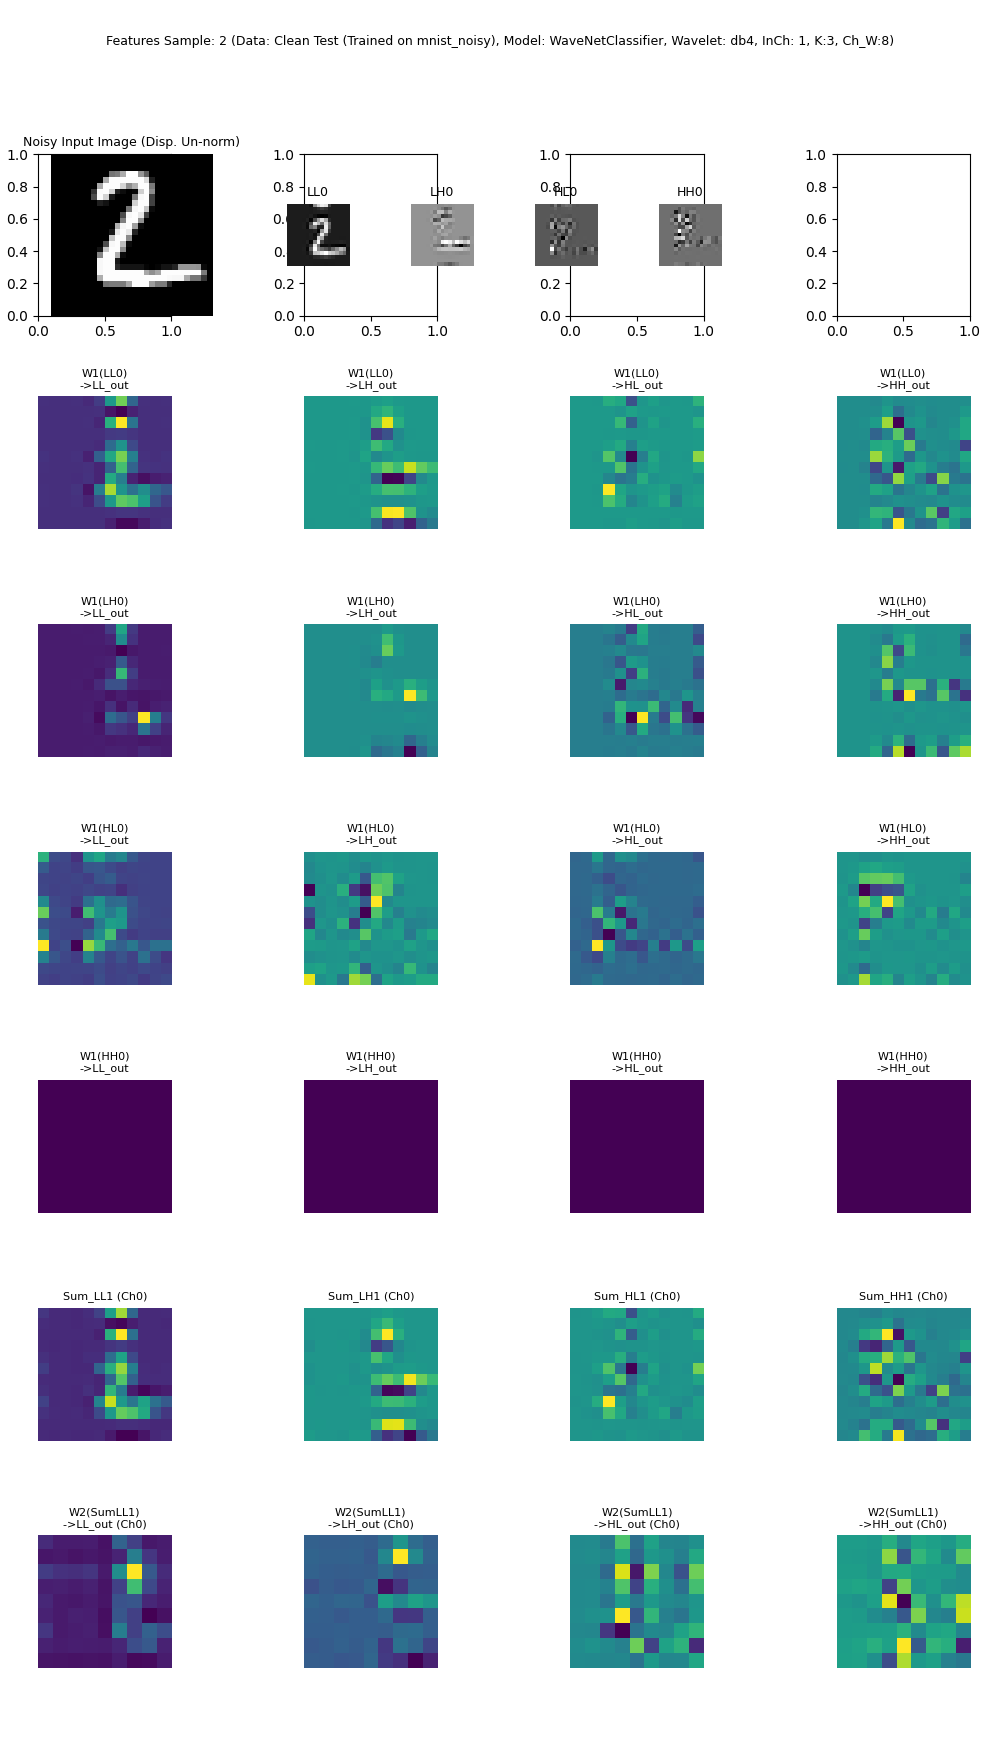 Features Sample: 2 (Data: Clean Test (Trained on mnist_noisy), Model: WaveNetClassifier, Wavelet: db4, InCh: 1, K:3, Ch_W:8)
Noisy Input Image (Disp. Un-norm)
1.0 1.0 1.0 1.0
0.8 0.8 0.8 0.8
LL0 LH0 HL0 HH0
0.6 0.6 0.6
0.4 0.4
0.2 0.2 0.2 0.2
0.0 0.0 0.0 0.0
0.0 0.5 1.0 0.0 0.5 1.0 0.0 0.5 1.0 0.0 0.5 1.0
W1(LL0) W1(LL0) W1(LL0) W1(LL0)
->LL_out ->LH_out ->HL_out ->HH_out
2
W1(LH0) W1(LH0) W1(LH0) W1(LH0)
->LL_out ->LH_out ->HL_out ->HH_out
W1(HL0) W1(HL0) W1(HL0) W1(HL0)
->LL_out ->LH_out ->HL_out ->HH_out
W1(HH0) W1(HH0) W1(HH0) W1(HH0)
->LL_out ->LH_out ->HL_out ->HH_out
Sum_LL1 (Ch0) Sum_LH1 (Ch0) Sum_HL1 (Ch0) Sum_HH1 (Ch0)
W2(SumLL1) W2(SumLL1) W2(SumLL1) W2(SumLL1)
->LL_out (Ch0) ->LH_out (Ch0) ->HL_out (Ch0) ->HH_out (Ch0)